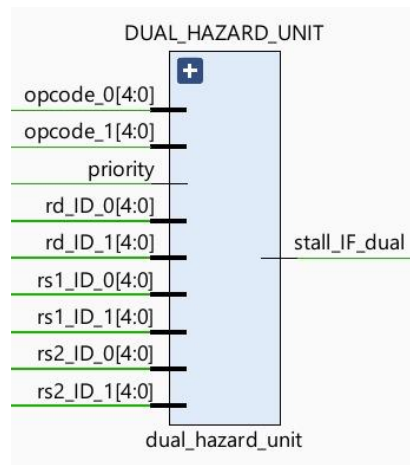 DUAL_HAZARD_UNIT
opcode_0[4:0]
opcode_1[4:0]
priority
rd_ID_0[4:0]
rd_ID_1[4:0]
stall_IF_dual
rs1_ID_0[4:0]
rs1_ID_1[4:0]
rs2_ID_0[4:0]
rs2_ID_1[4:0]
dual_hazard_unit